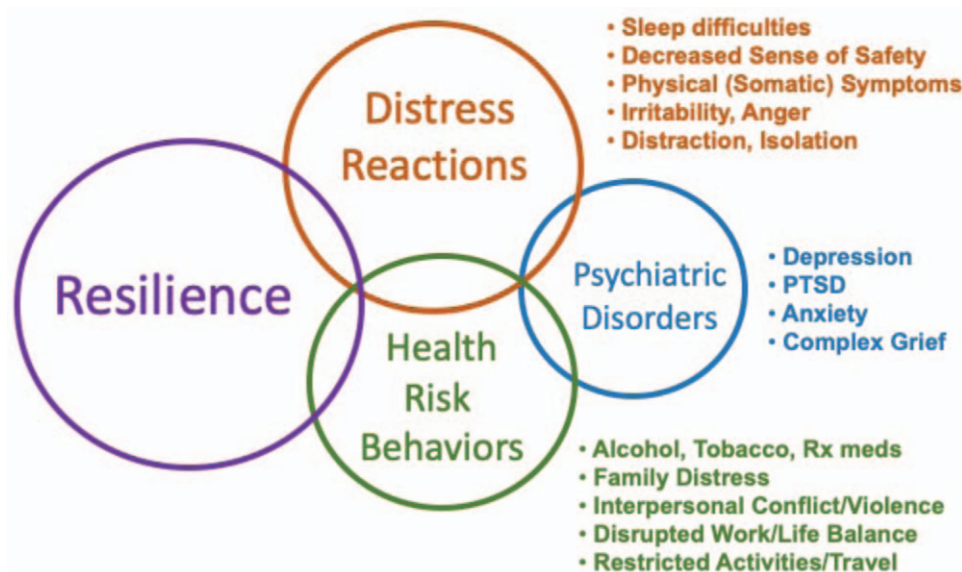 Distress
Reactions
• Sleep difficulties
• Decreased Sense of Safety
• Physical (Somatic) Symptoms
• Irritability, Anger
• Distraction, Isolation
Resilience
Psychiatric
Disorders
• Depression
• PTSD
• Anxiety
• Complex Grief
Health
Risk
Behaviors
• Alcohol, Tobacco, Rx meds
• Family Distress
• Interpersonal Conflict/Violence
• Disrupted Work/Life Balance
• Restricted Activities/Travel